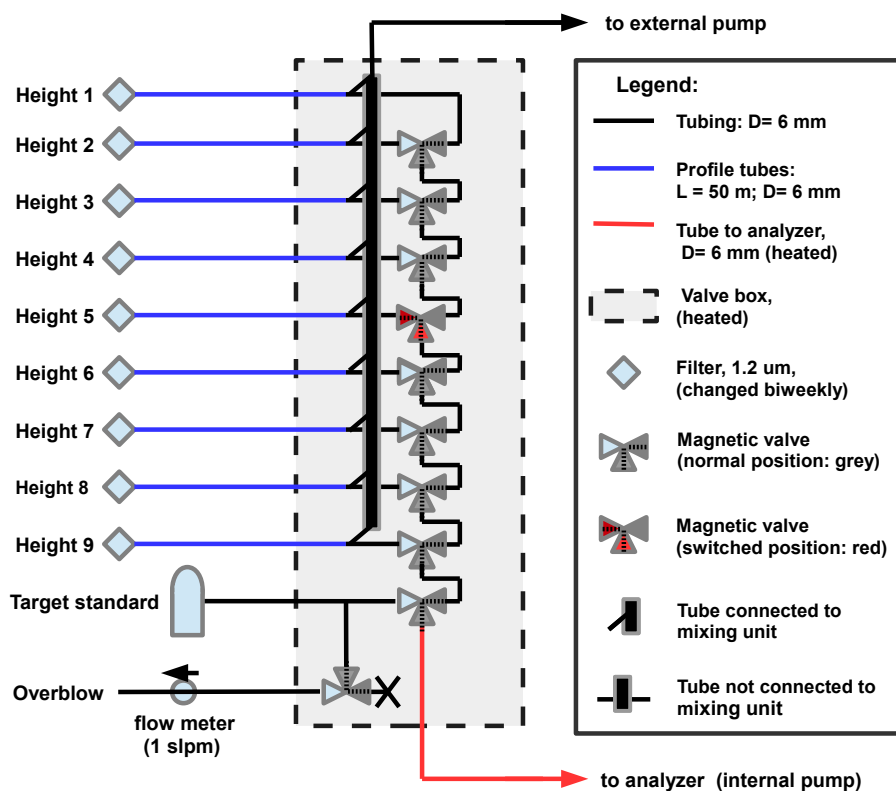 to external pump
Height 1
Height 2
Height 3
Height 4
Height 5
Height 6
Height 7
Height 8
Height 9
Target standard
Overblow
flow meter
(1 slpm)
to analyzer (internal pump)
Legend:
Tubing: D= 6 mm
Profile tubes:
L = 50 m; D= 6 mm
Tube to analyzer,
D= 6 mm (heated)
Valve box,
(heated)
Filter, 1.2 um,
(changed biweekly)
Magnetic valve
(normal position: grey)
Magnetic valve
(switched position: red)
Tube connected to
mixing unit
Tube not connected to
mixing unit